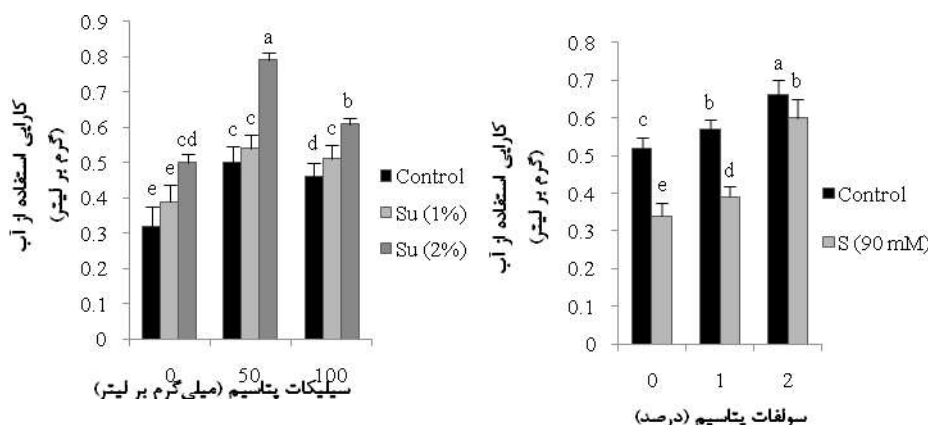 کارایی استفاده از آب
(گرم بر لیتر)
0.9
0.8
0.7
0.6
0.5
0.4
0.3
0.2
0.1
0
e e cd
c c a
d c b
0 50 100
سیلیکات پتاسیم (میلی‌گرم بر لیتر)
Control
Su (1%)
Su (2%)
کارایی استفاده از آب
(گرم بر لیتر)
0.8
0.7
0.6
0.5
0.4
0.3
0.2
0.1
0
c e
b d
a b
0 1 2
سولفات پتاسیم (درصد)
Control
S (90 mM)